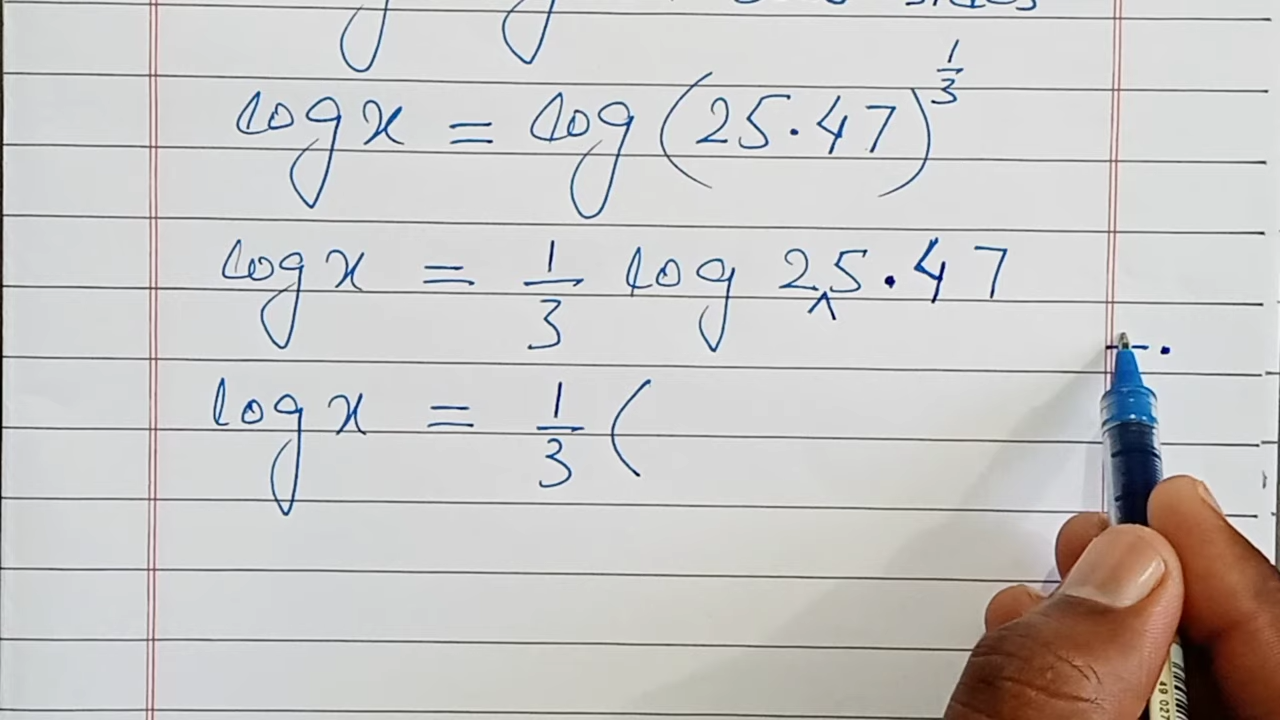 log x = log (25.47)^1/3
log x = 1/3 log 25.47
log x = 1/3 (